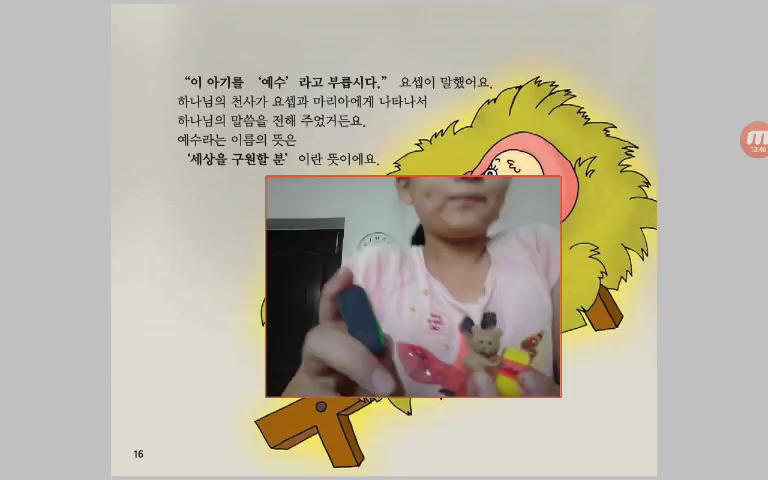 “이 아기를 ‘예수’ 라고 부릅시다.” 요셉이 말했어요.
하나님의 천사가 요셉과 마리아에게 나타나서
하나님의 말씀을 전해 주었거든요.
예수라는 이름의 뜻은
‘세상을 구원할 분’ 이란 뜻이에요.
16
13:40